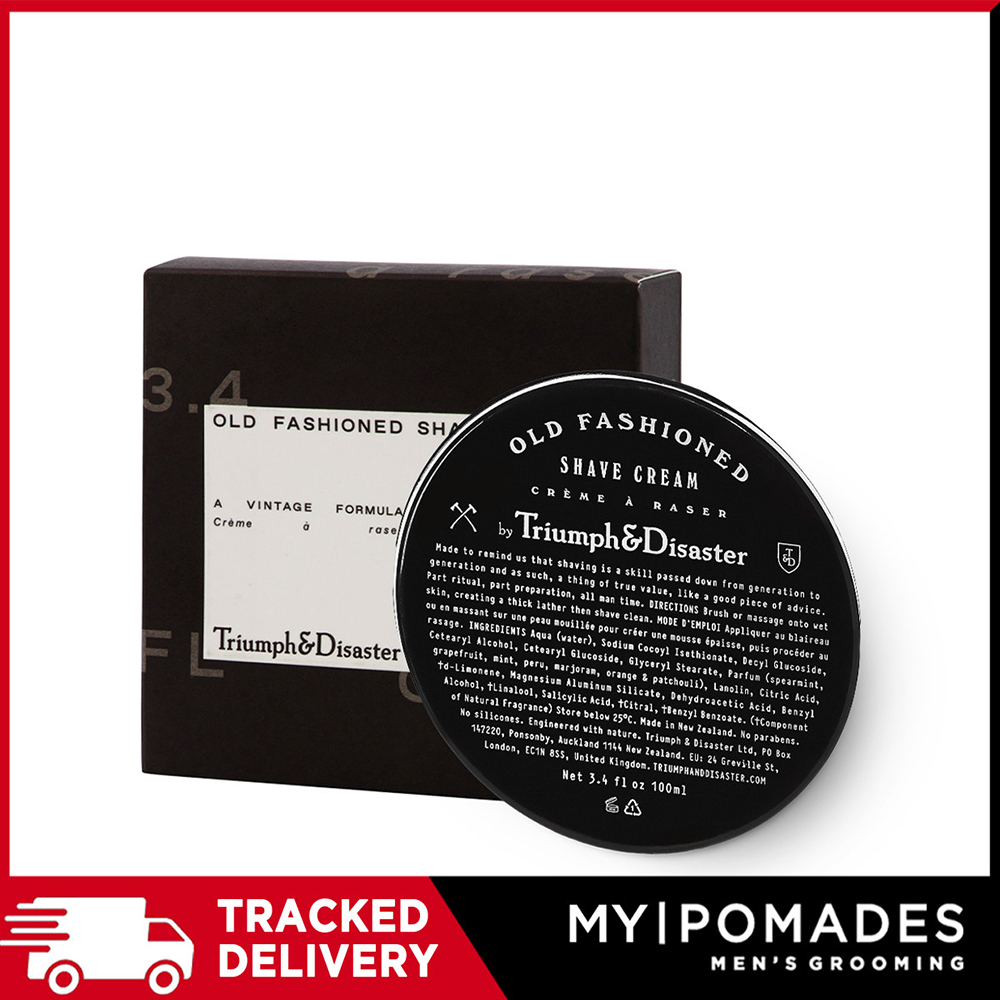 à rase
3.4
OLD FASHIONED SHA
A VINTAGE FORMULA
Crème à rase
Triumph&Disaster
FL
OLD FASHIONED
SHAVE CREAM
CRÈME À RASER
by Triumph&Disaster
T&D
Made to remind us that shaving is a skill passed down from generation to
generation and as such, a thing of true value, like a good piece of advice.
Part ritual, part preparation, all man time. DIRECTIONS Brush or massage onto wet
skin, creating a thick lather then shave clean. MODE D'EMPLOI Appliquer au blaireau
ou en massant sur une peau mouillée pour créer une mousse épaisse, puis procéder au
rasage. INGREDIENTS Aqua (water), Sodium Cocoyl Isethionate, Decyl Glucoside,
Cetearyl Alcohol, Cetearyl Glucoside, Glyceryl Stearate, Parfum (spearmint,
grapefruit, mint, peru, marjoram, orange & patchouli), Lanolin, Citric Acid,
†d-Limonene, Magnesium Aluminum Silicate, Dehydroacetic Acid, Benzyl
Alcohol, †Linalool, Salicylic Acid, †Citral, †Benzyl Benzoate. (†Component
of Natural Fragrance) Store below 25°C. Made in New Zealand. No parabens.
No silicones. Engineered with nature. Triumph & Disaster Ltd, PO Box
147220, Ponsonby, Auckland 1144 New Zealand. EU: 24 Greville St,
London, EC1N 8SS, United Kingdom. TRIUMPHANDDISASTER.COM
Net 3.4 fl oz 100ml
TRACKED
DELIVERY
MY|POMADES
MEN'S GROOMING